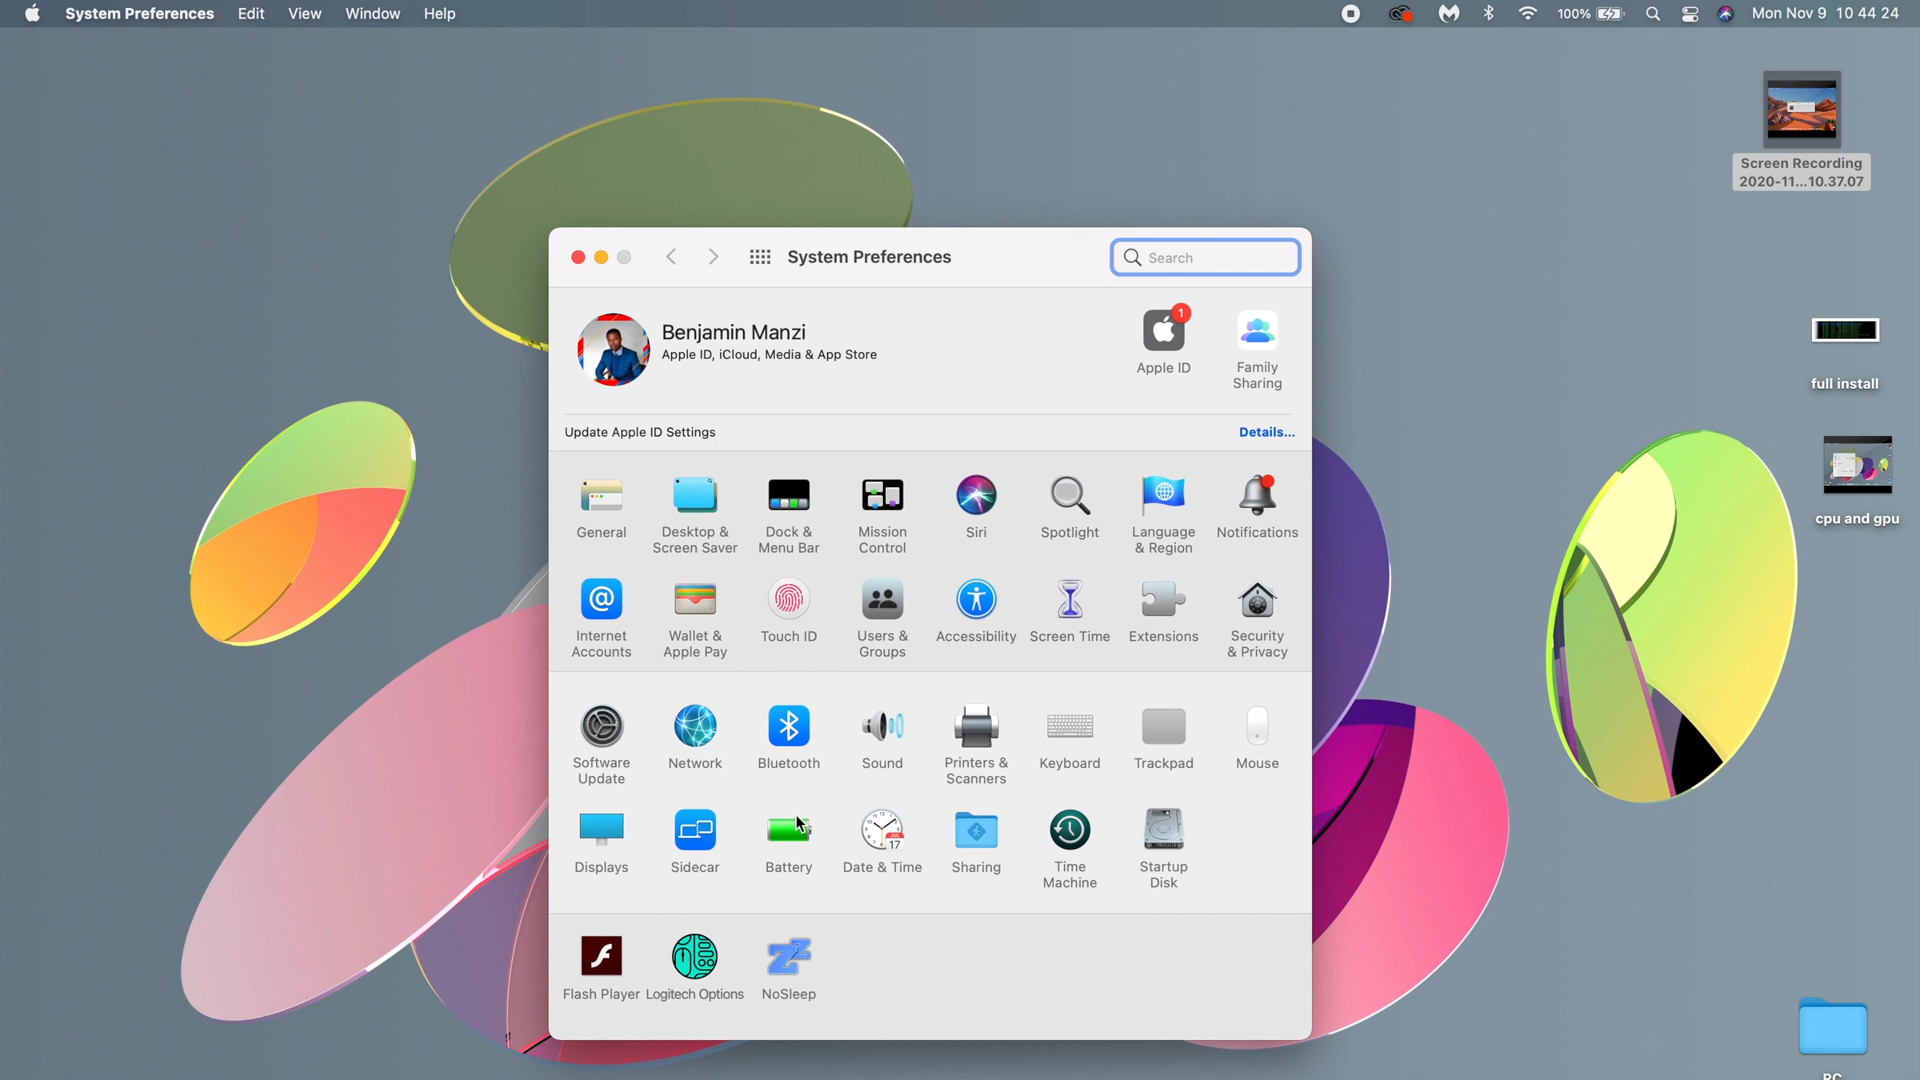 System Preferences Edit View Window Help
100% Mon Nov 9 10 44 24
Screen Recording
2020-11...10.37.07
full install
cpu and gpu
System Preferences
Search
Benjamin Manzi
Apple ID, iCloud, Media & App Store
1
Apple ID
Family
Sharing
Update Apple ID Settings
Details...
General
Desktop &
Screen Saver
Dock &
Menu Bar
Mission
Control
Siri
Spotlight
Language
& Region
Notifications
Internet
Accounts
Wallet &
Apple Pay
Touch ID
Users &
Groups
Accessibility
Screen Time
Extensions
Security
& Privacy
Software
Update
Network
Bluetooth
Sound
Printers &
Scanners
Keyboard
Trackpad
Mouse
Displays
Sidecar
Battery
17
Date & Time
Sharing
Time
Machine
Startup
Disk
Flash Player
Logitech Options
NoSleep